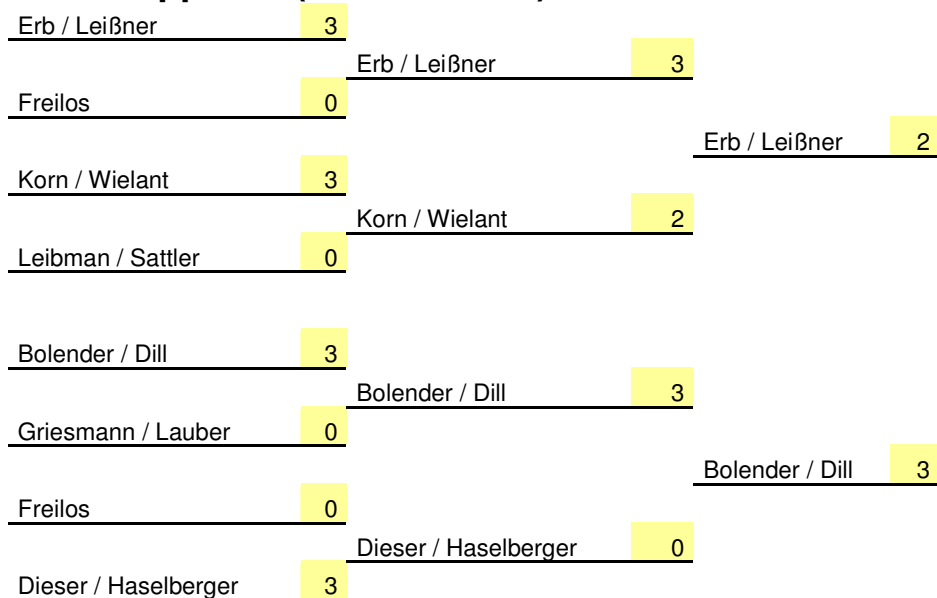 Erb / Leißner 3
Erb / Leißner 3
Freilos 0
Erb / Leißner 2
Korn / Wielant 3
Korn / Wielant 2
Leibman / Sattler 0
Bolender / Dill 3
Bolender / Dill 3
Griesmann / Lauber 0
Bolender / Dill 3
Freilos 0
Dieser / Haselberger 0
Dieser / Haselberger 3